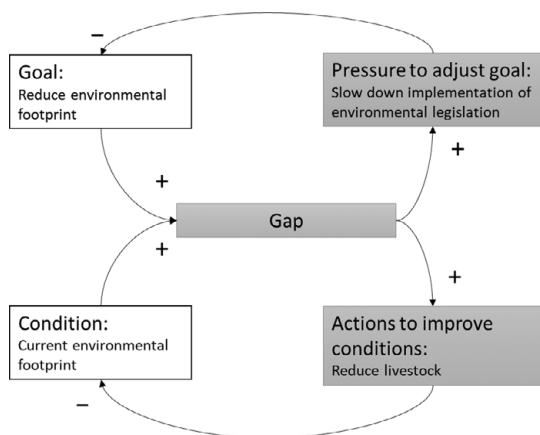 −
Goal:
Reduce environmental
footprint
Pressure to adjust goal:
Slow down implementation of
environmental legislation
+
+
Gap
+
+
Condition:
Current environmental
footprint
Actions to improve
conditions:
Reduce livestock
−